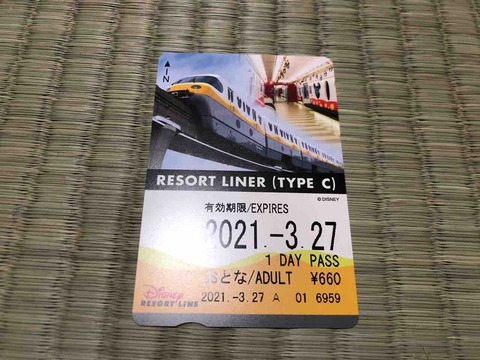 ▲IN
RESORT LINER (TYPE C)
©DISNEY
有効期限/EXPIRES
2021.-3.27
1 DAY PASS
おとな/ADULT ¥660
Disney
RESORT LINE
2021.-3.27 A 01 6959